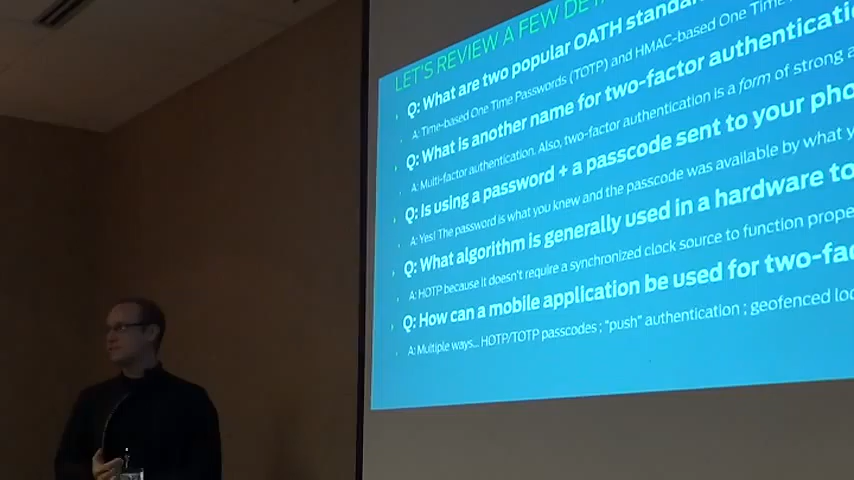 LET'S REVIEW A FEW DETAI
Q: What are two popular OATH standar
A: Time-based One Time Passwords (TOTP) and HMAC-based One Time
Q: What is another name for two-factor authenticati
A: Multi-factor authentication. Also, two-factor authentication is a form of strong a
Q: Is using a password + a passcode sent to your pho
A: Yes! The password is what you knew and the passcode was available by what y
Q: What algorithm is generally used in a hardware to
A: HOTP because it doesn't require a synchronized clock source to function prope
Q: How can a mobile application be used for two-fac
A: Multiple ways... HOTP/TOTP passcodes ; "push" authentication ; geofenced loc